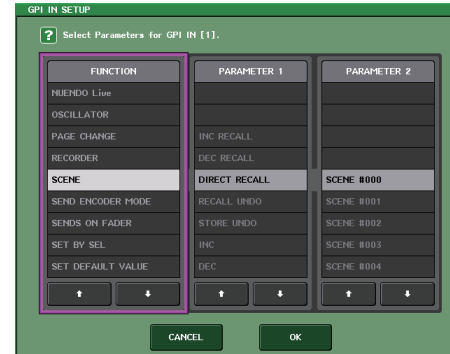 GPI IN SETUP
? Select Parameters for GPI IN [1].
FUNCTION PARAMETER 1 PARAMETER 2
NUENDO Live
OSCILLATOR
PAGE CHANGE INC RECALL
RECORDER DEC RECALL
SCENE DIRECT RECALL SCENE #000
SEND ENCODER MODE RECALL UNDO SCENE #001
SENDS ON FADER STORE UNDO SCENE #002
SET BY SEL INC SCENE #003
SET DEFAULT VALUE DEC SCENE #004
CANCEL OK